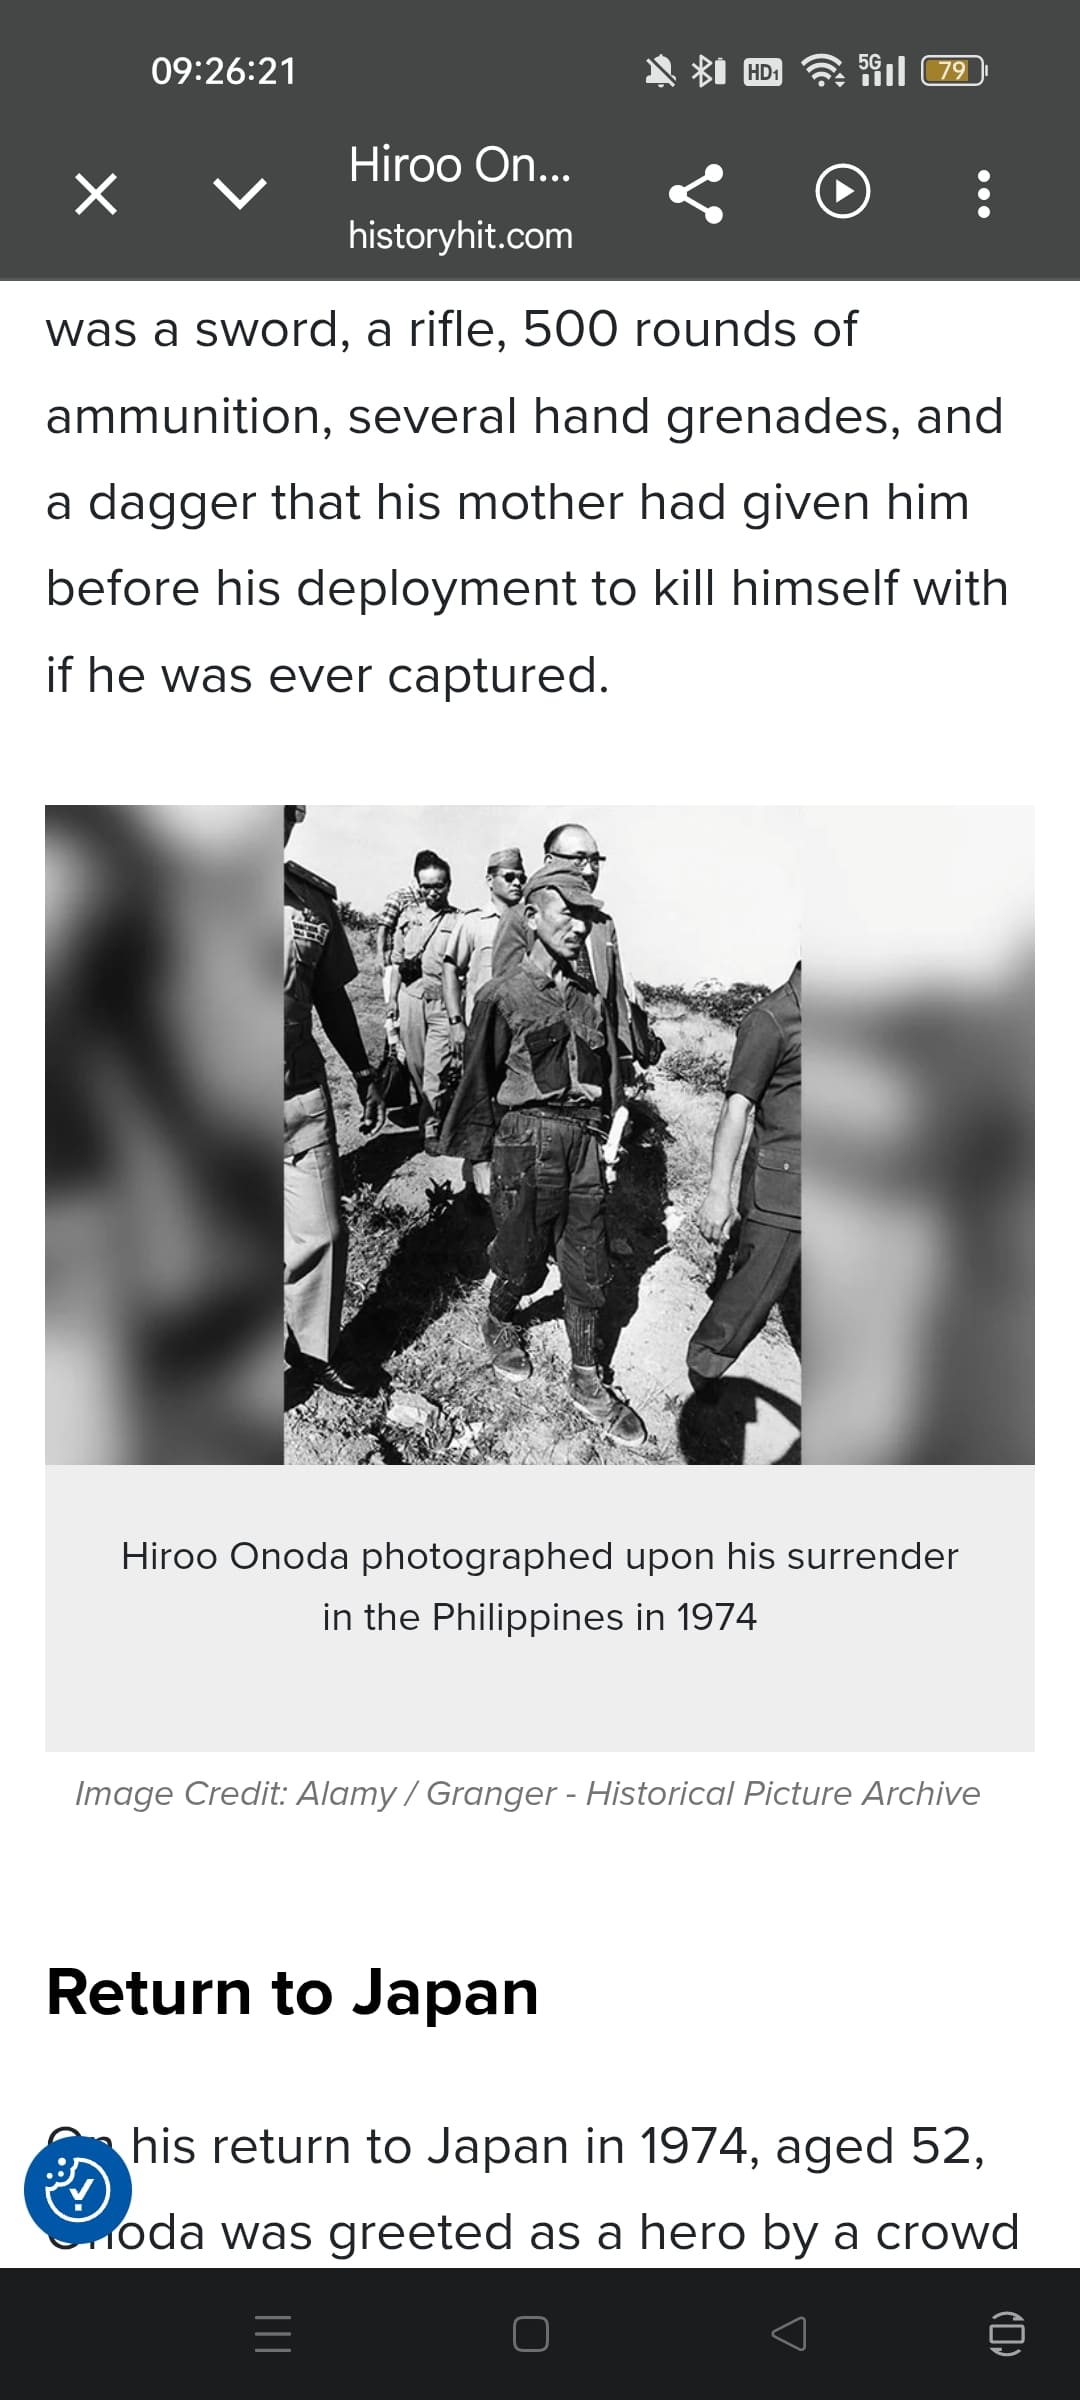 09:26:21
HD1
5G
79
Hiroo On...
historyhit.com
was a sword, a rifle, 500 rounds of
ammunition, several hand grenades, and
a dagger that his mother had given him
before his deployment to kill himself with
if he was ever captured.
Hiroo Onoda photographed upon his surrender
in the Philippines in 1974
Image Credit: Alamy / Granger - Historical Picture Archive
Return to Japan
his return to Japan in 1974, aged 52,
was greeted as a hero by a crowd